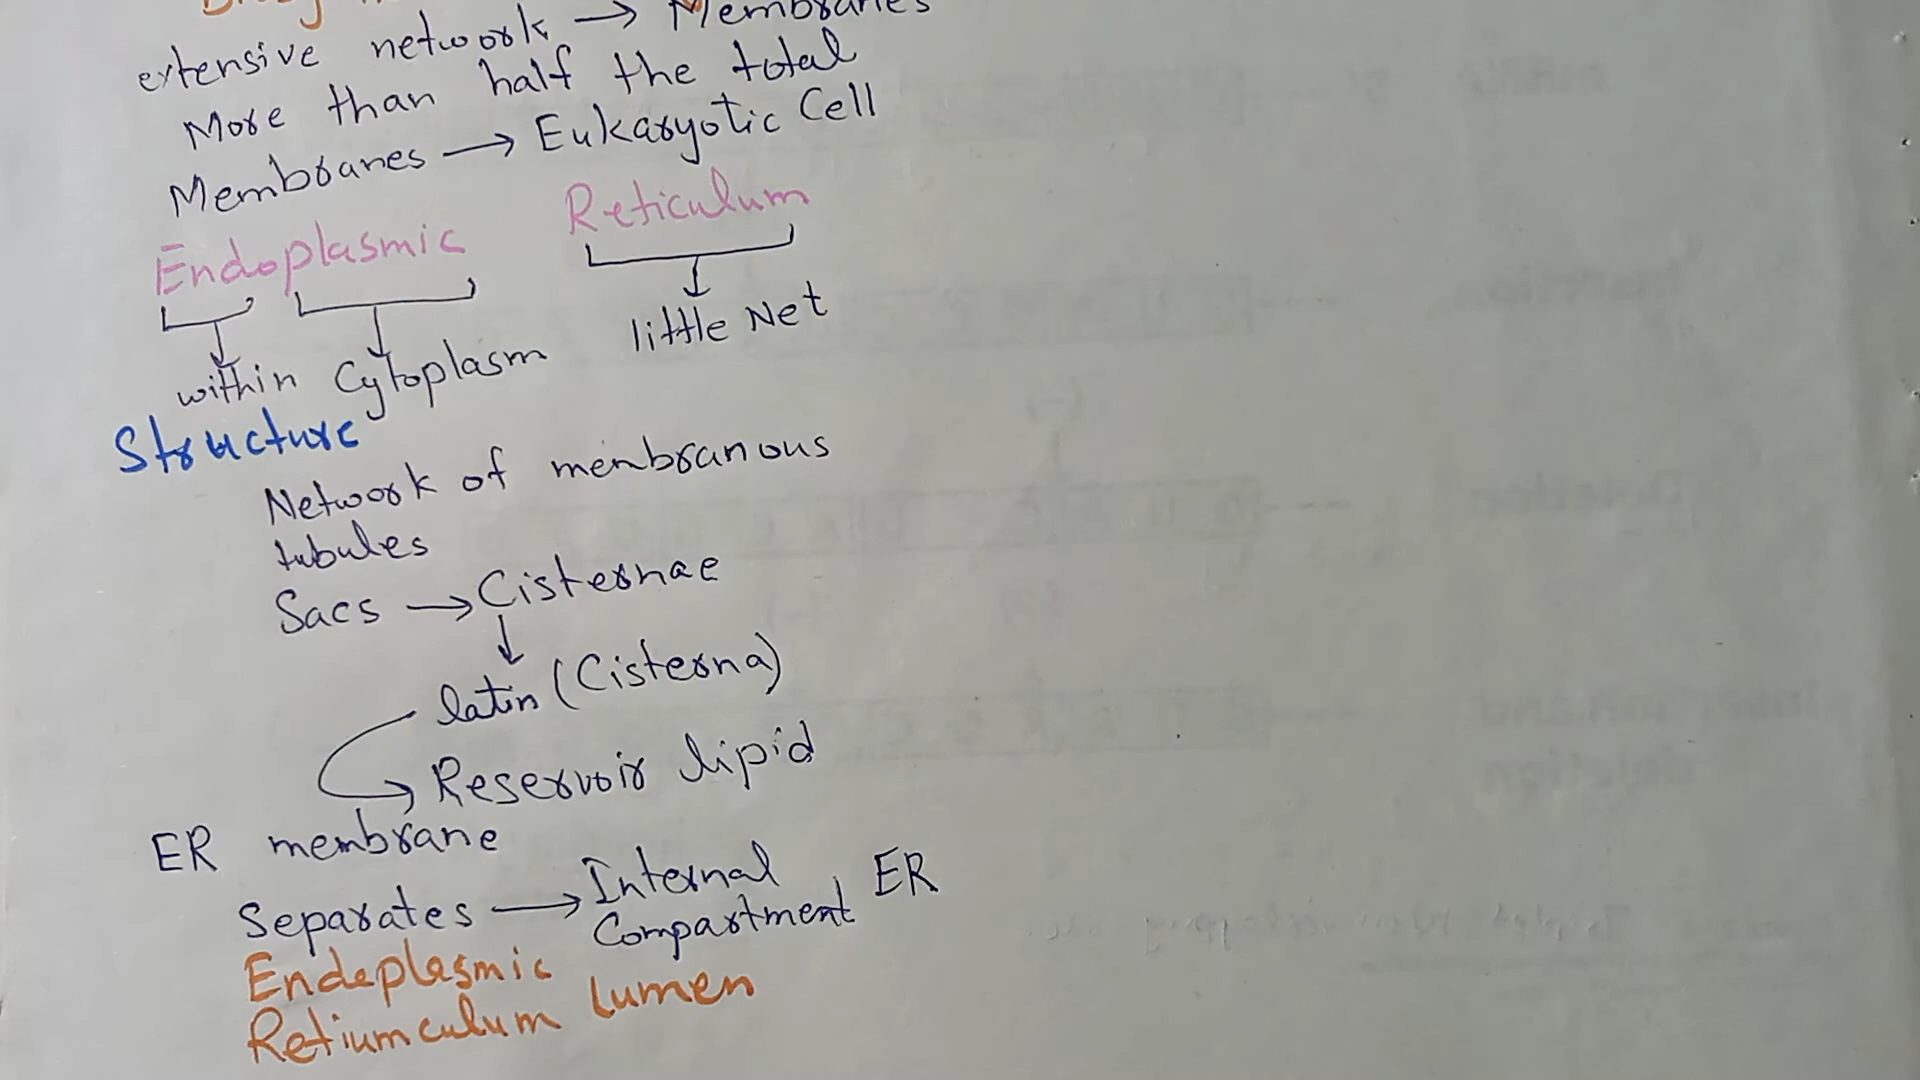 extensive network → Membranes
More than half the total
Membranes → Eukaryotic Cell
Endoplasmic Reticulum
within Cytoplasm little Net
Structure
Network of menbranous
tubules
Sacs → Cisternae
↓
latin (Cisterna)
Reservoir lipid
ER membrane
Separates → Internal Compartment ER
Endeplasmic
Retiumculum Lumen